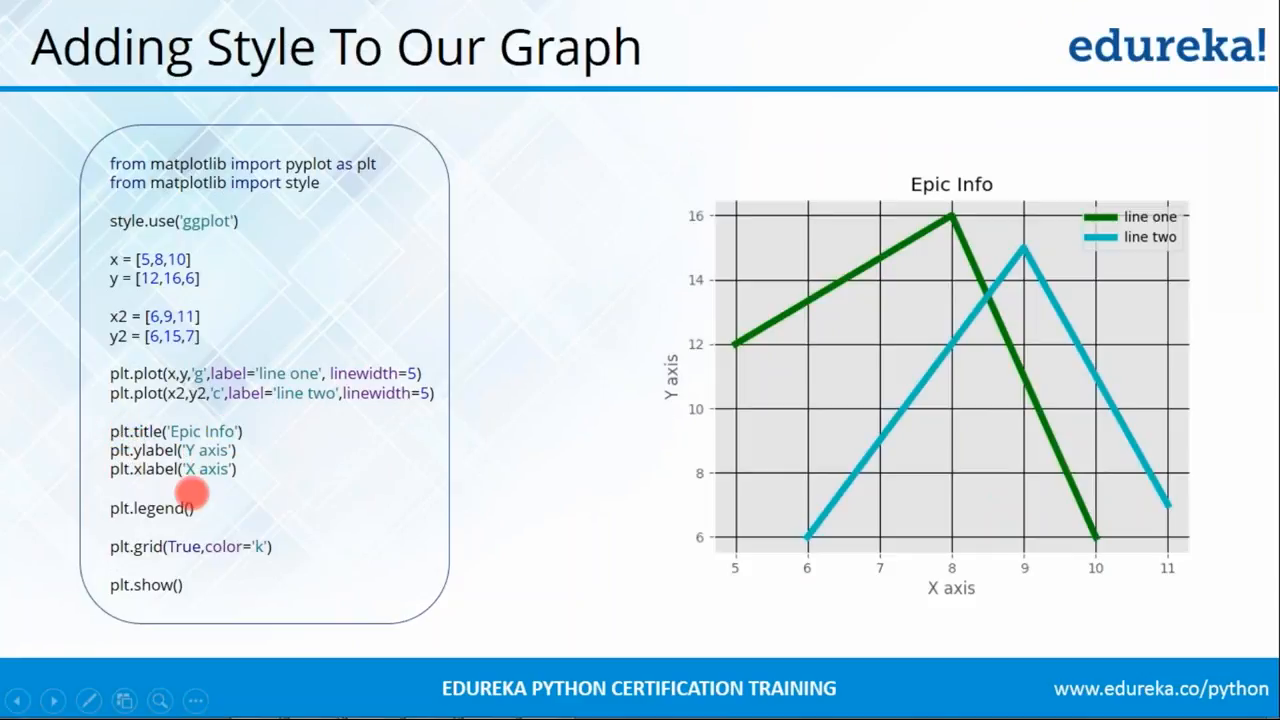 Adding Style To Our Graph
edureka!
from matplotlib import pyplot as plt
from matplotlib import style
style.use('ggplot')
x = [5,8,10]
y = [12,16,6]
x2 = [6,9,11]
y2 = [6,15,7]
plt.plot(x,y,'g',label='line one', linewidth=5)
plt.plot(x2,y2,'c',label='line two',linewidth=5)
plt.title('Epic Info')
plt.ylabel('Y axis')
plt.xlabel('X axis')
plt.legend()
plt.grid(True,color='k')
plt.show()
Epic Info
line one
line two
16
14
12
10
8
6
Y axis
5 6 7 8 9 10 11
X axis
EDUREKA PYTHON CERTIFICATION TRAINING
www.edureka.co/python